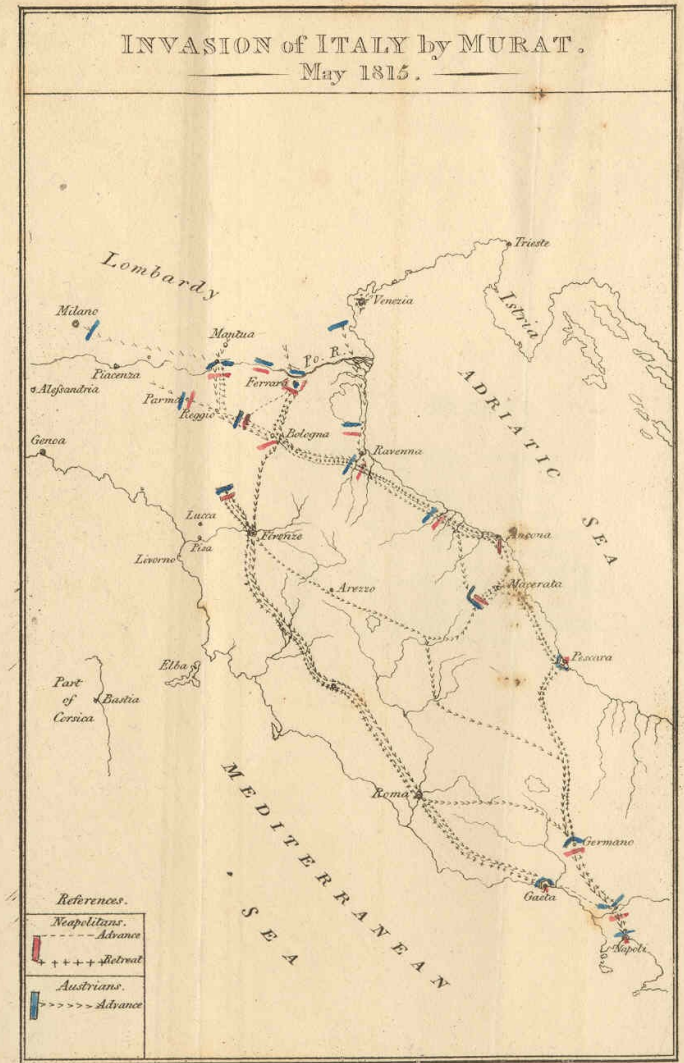 INVASION of ITALY by MURAT.
May 1815.
Trieste
Lombardy
Istria
Venezia
Milano
Mantua
Po. R.
Piacenza
Ferrara
Alessandria
Parma
Reggio
ADRIATIC SEA
Bologna
Genoa
Ravenna
Lucca
Ancona
Firenze
Pisa
Livorno
Macerata
Arezzo
Pescara
Elba
Part
of
Corsica
Bastia
MEDITERRANEAN SEA
Roma
Germano
Gaeta
Napoli
References.
Neapolitans.
Advance
Retreat
Austrians.
Advance